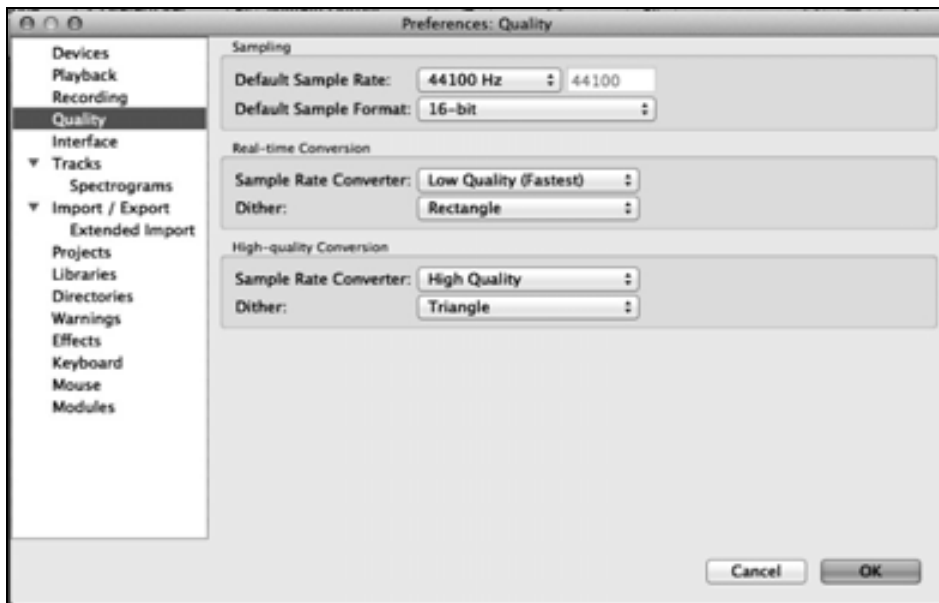 Preferences: Quality
Devices
Playback
Recording
Quality
Interface
Tracks
Spectrograms
Import / Export
Extended Import
Projects
Libraries
Directories
Warnings
Effects
Keyboard
Mouse
Modules
Sampling
Default Sample Rate: 44100 Hz 44100
Default Sample Format: 16-bit
Real-time Conversion
Sample Rate Converter: Low Quality (Fastest)
Dither: Rectangle
High-quality Conversion
Sample Rate Converter: High Quality
Dither: Triangle
Cancel OK